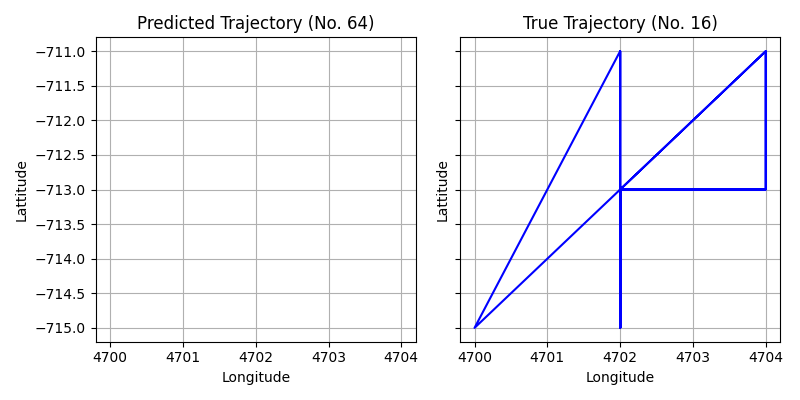 Predicted Trajectory (No. 64)
True Trajectory (No. 16)
Lattitude
−711.0
−711.5
−712.0
−712.5
−713.0
−713.5
−714.0
−714.5
−715.0
4700 4701 4702 4703 4704
Longitude
Lattitude
4700 4701 4702 4703 4704
Longitude